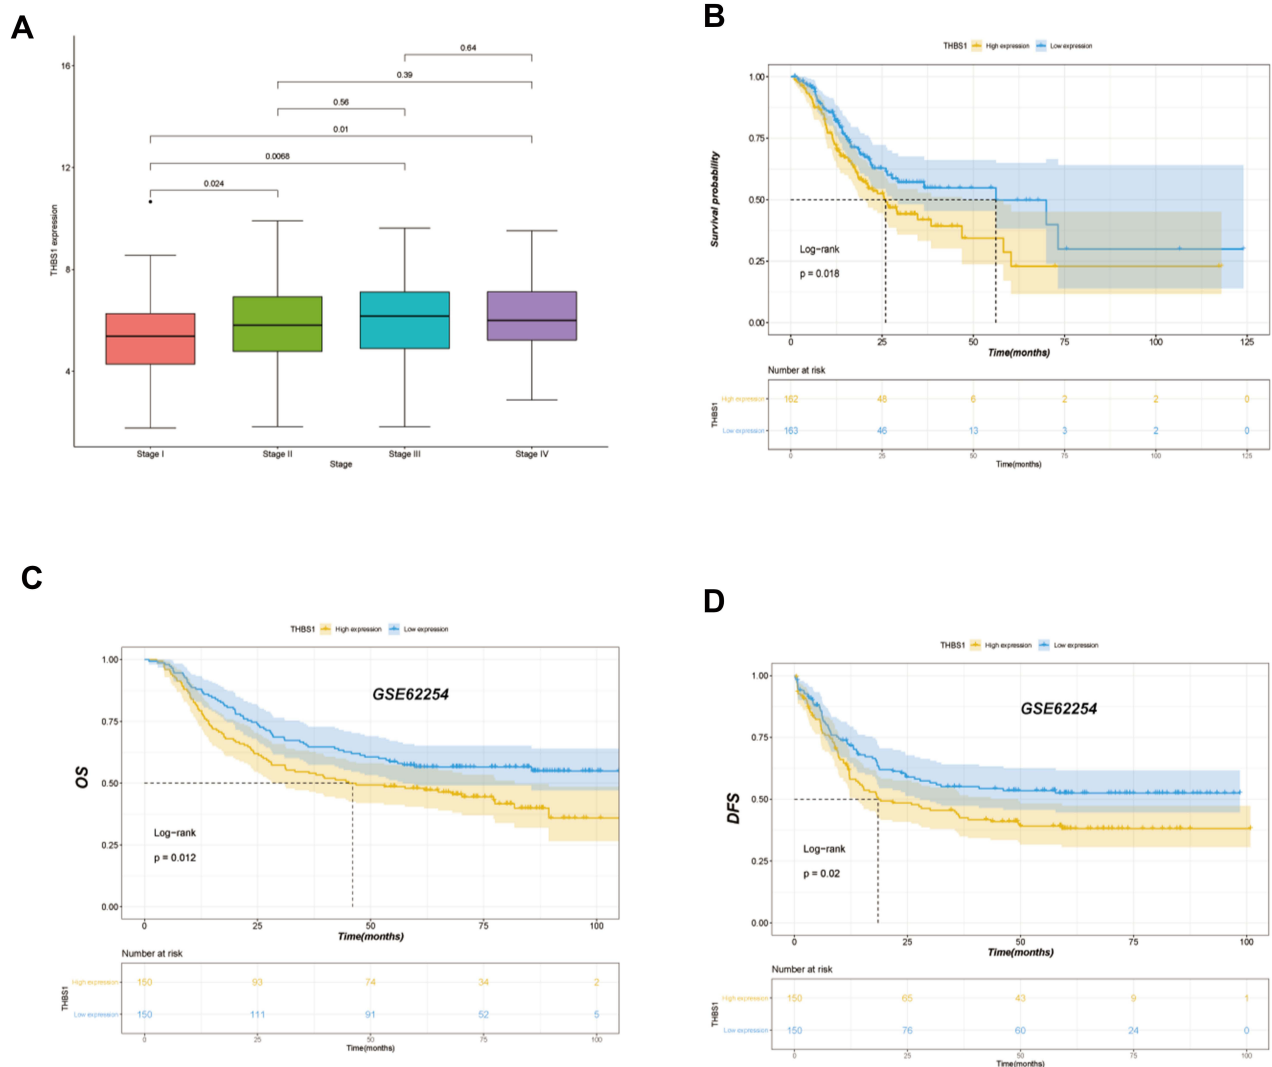 A
16
12
8
4
THBS1 expression
0.64
0.39
0.56
0.01
0.0068
0.024
Stage I Stage II Stage III Stage IV
Stage
B
THBS1 High expression Low expression
1.00
0.75
0.50
0.25
0.00
Survival probability
Log-rank
p = 0.018
0 25 50 75 100 125
Time(months)
Number at risk
THBS1
High expression 162 48 6 2 2 0
Low expression 163 46 13 3 2 0
0 25 50 75 100 125
Time(months)
C
THBS1 High expression Low expression
1.00
0.75
0.50
0.25
0.00
OS
GSE62254
Log-rank
p = 0.012
0 25 50 75 100
Time(months)
Number at risk
THBS1
High expression 150 93 74 34 2
Low expression 150 111 91 52 5
0 25 50 75 100
Time(months)
D
THBS1 High expression Low expression
1.00
0.75
0.50
0.25
0.00
DFS
GSE62254
Log-rank
p = 0.02
0 25 50 75 100
Time(months)
Number at risk
THBS1
High expression 150 65 43 9 1
Low expression 150 76 60 24 0
0 25 50 75 100
Time(months)